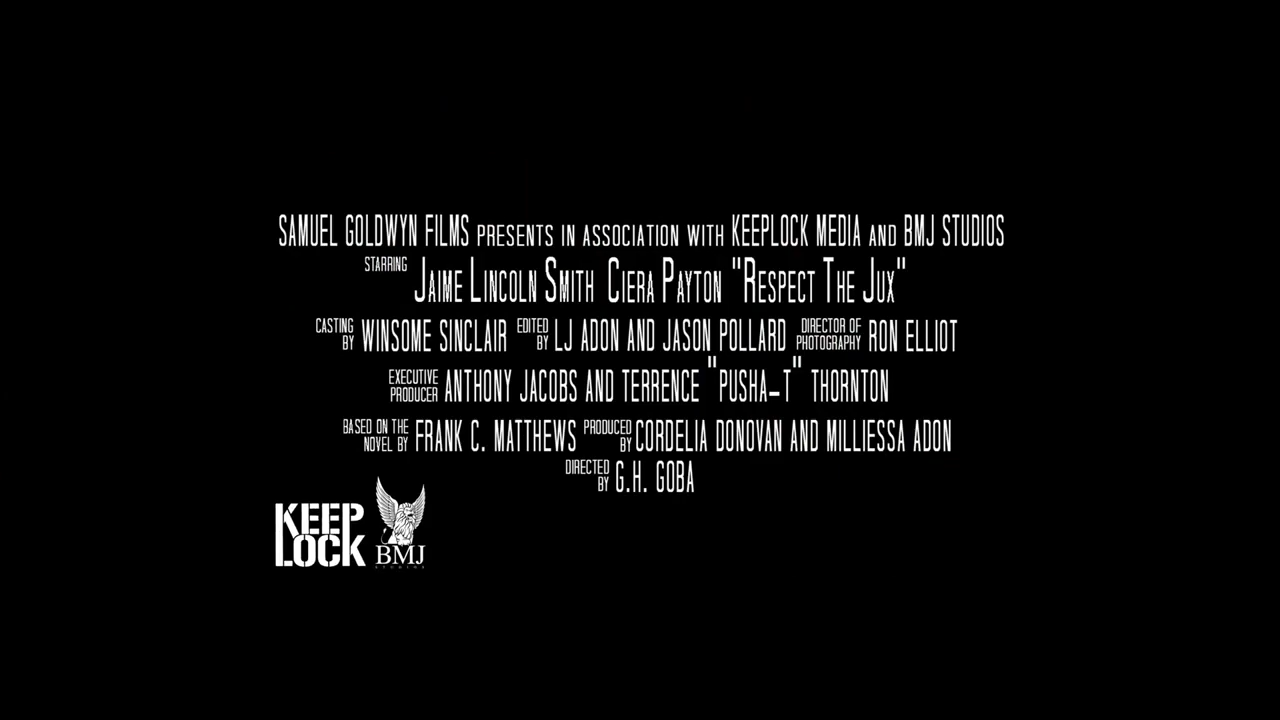 SAMUEL GOLDWYN FILMS PRESENTS IN ASSOCIATION WITH KEEPLOCK MEDIA AND BMJ STUDIOS
STARRING JAIME LINCOLN SMITH CIERA PAYTON "RESPECT THE JUX"
CASTING BY WINSOME SINCLAIR EDITED BY LJ ADON AND JASON POLLARD DIRECTOR OF PHOTOGRAPHY RON ELLIOT
EXECUTIVE PRODUCER ANTHONY JACOBS AND TERRENCE "PUSHA-T" THORNTON
BASED ON THE NOVEL BY FRANK C. MATTHEWS PRODUCED BY CORDELIA DONOVAN AND MILLIESSA ADON
DIRECTED BY G.H. GOBA
KEEP
LOCK
BMJ
STUDIOS